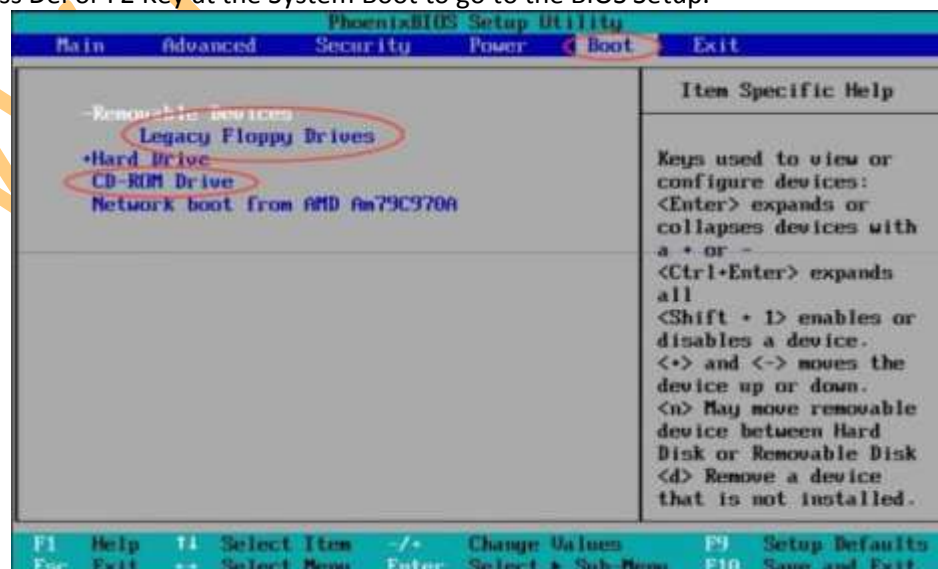 ss Del or F2 Key at the System Boot to go to the BIOS Setup.
PhoenixBIOS Setup Utility
Main Advanced Security Power Boot Exit
-Removable Devices
Legacy Floppy Drives
+Hard Drive
CD-ROM Drive
Network boot from AMD Am79C970A
Item Specific Help
Keys used to view or
configure devices:
<Enter> expands or
collapses devices with
a + or -
<Ctrl+Enter> expands
all
<Shift + 1> enables or
disables a device.
<+> and <-> moves the
device up or down.
<n> May move removable
device between Hard
Disk or Removable Disk
<d> Remove a device
that is not installed.
F1 Help ↑↓ Select Item -/+ Change Values F9 Setup Defaults
Esc Exit ↔ Select Menu Enter Select ▶ Sub-Menu F10 Save and Exit